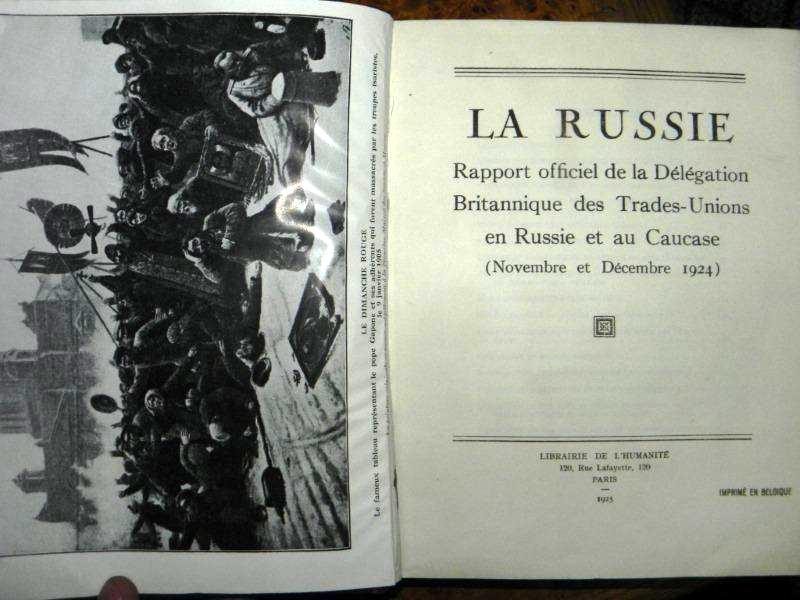 LE DIMANCHE ROUGE
Le fameux tableau représentant le pope Gapone et ses adhérents qui furent massacrés par les troupes tsaristes,
le 9 janvier 1905
LA RUSSIE
Rapport officiel de la Délégation
Britannique des Trades-Unions
en Russie et au Caucase
(Novembre et Décembre 1924)
LIBRAIRIE DE L'HUMANITÉ
120, Rue Lafayette, 120
PARIS
1925
IMPRIMÉ EN BELGIQUE